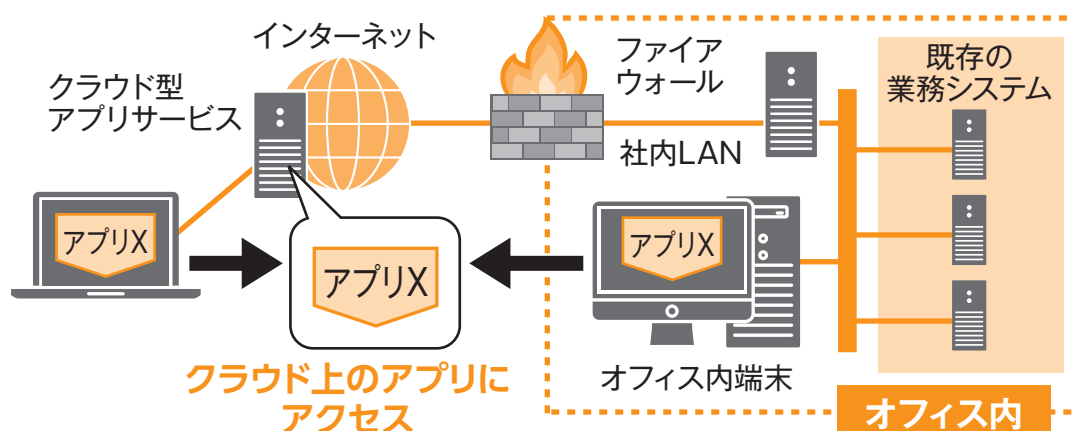 インターネット
クラウド型
アプリサービス
ファイア
ウォール
社内LAN
既存の
業務システム
アプリX
アプリX
アプリX
クラウド上のアプリに
アクセス
オフィス内端末
オフィス内